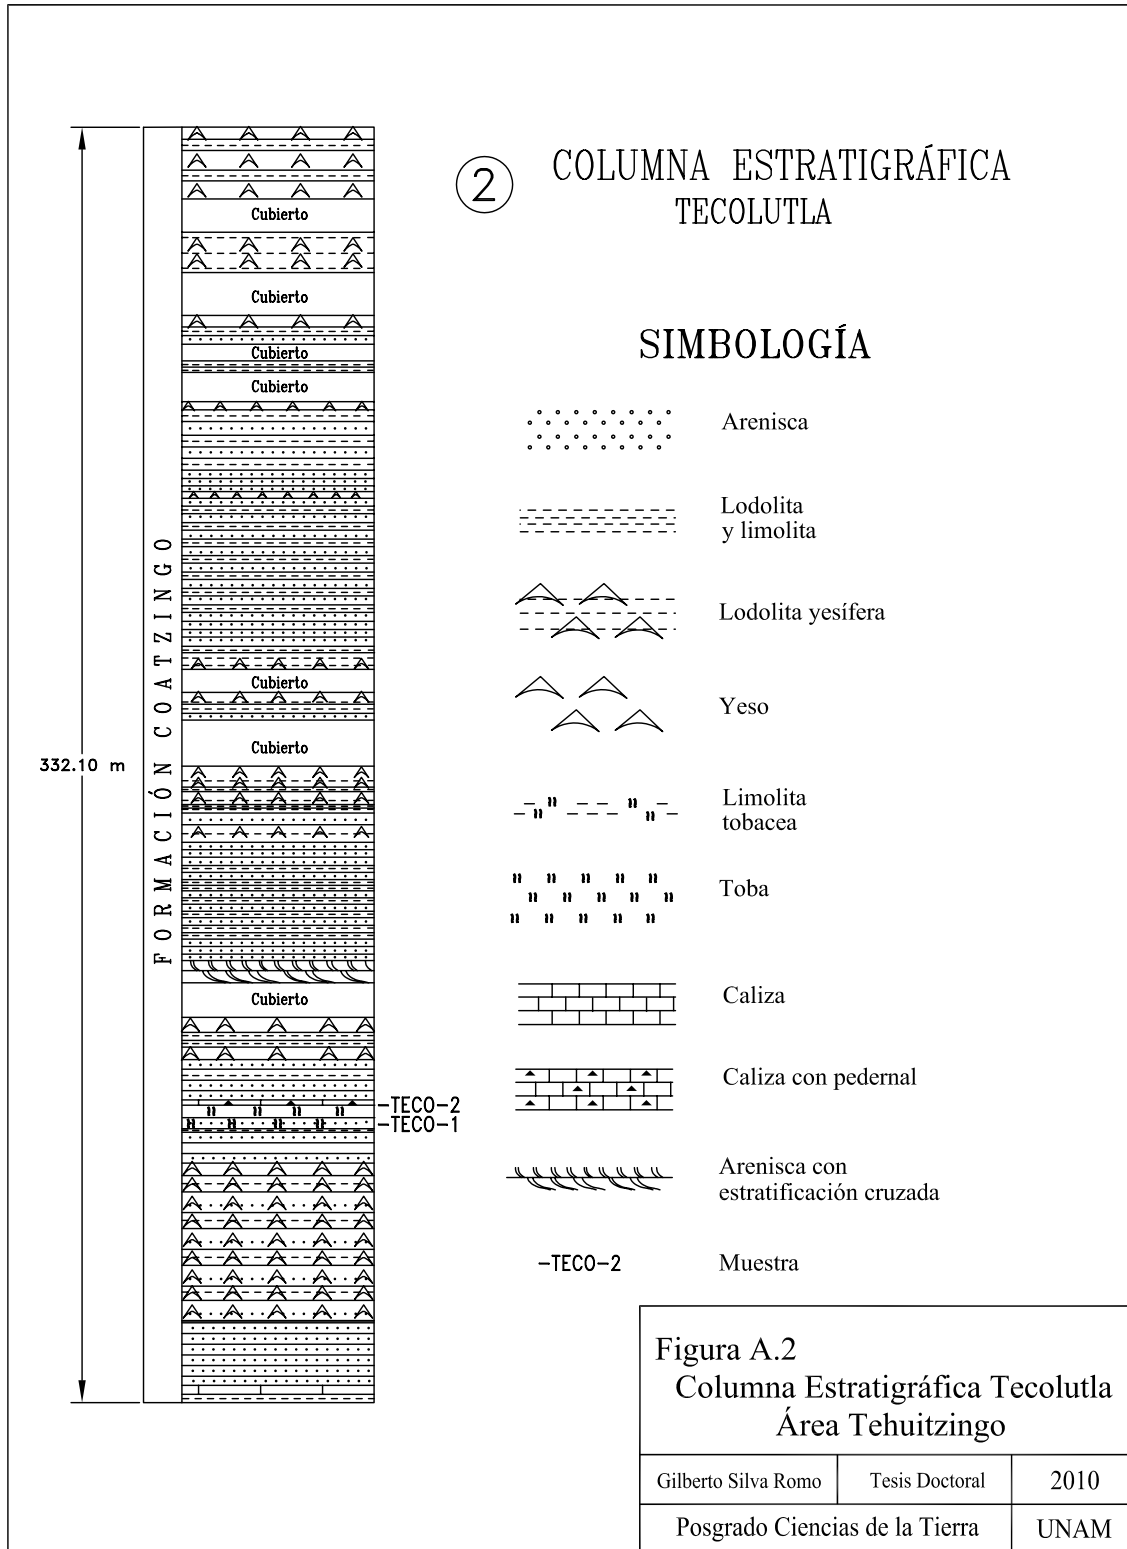 2
COLUMNA ESTRATIGRÁFICA
TECOLUTLA
332.10 m
FORMACIÓN COATZINGO
Cubierto
Cubierto
Cubierto
Cubierto
Cubierto
Cubierto
Cubierto
-TECO-2
-TECO-1
SIMBOLOGÍA
Arenisca
Lodolita
y limolita
Lodolita yesífera
Yeso
Limolita
tobacea
Toba
Caliza
Caliza con pedernal
Arenisca con
estratificación cruzada
-TECO-2
Muestra
Figura A.2
Columna Estratigráfica Tecolutla
Área Tehuitzingo
Gilberto Silva Romo
Tesis Doctoral
2010
Posgrado Ciencias de la Tierra
UNAM